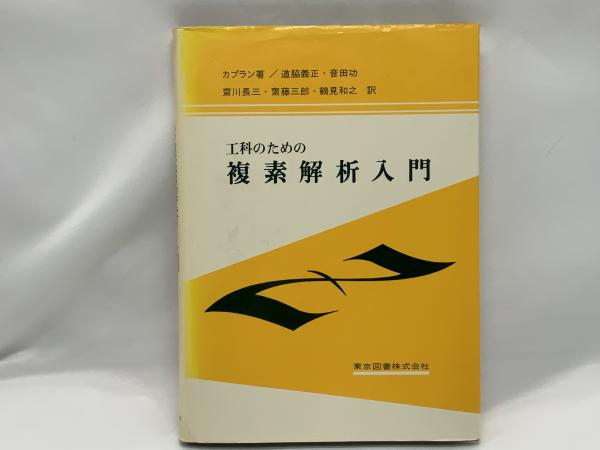 カプラン著／道脇義正・音田功
齋川長三・齋藤三郎・鶴見和之 訳
工科のための
複素解析入門
東京図書株式会社